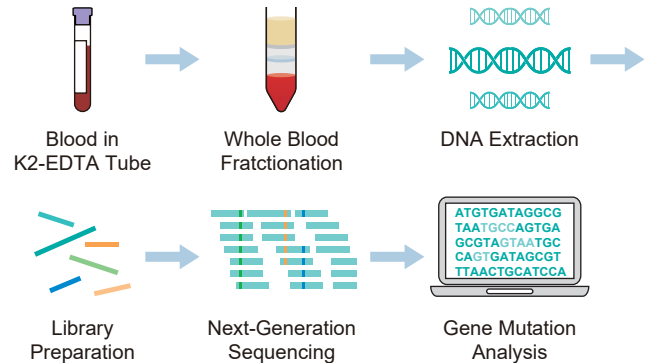 Blood in
K2-EDTA Tube
Whole Blood
Fratctionation
DNA Extraction
Library
Preparation
Next-Generation
Sequencing
ATGTGATAGGCG
TAATGCCAGTGA
GCGTAGTAATGC
CAGTGATAGCGT
TTAACTGCATCCA
Gene Mutation
Analysis